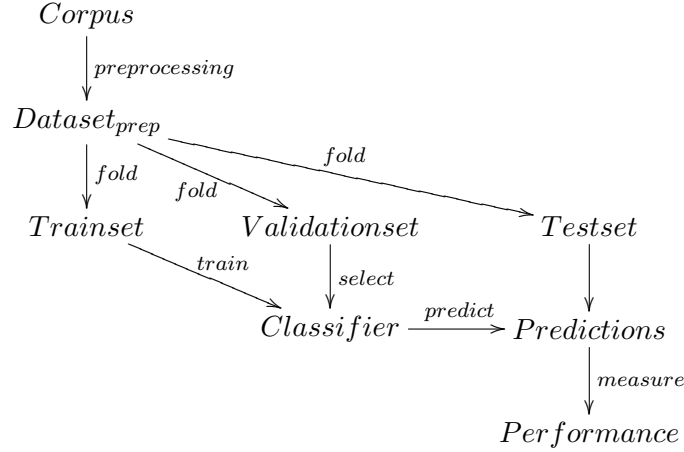 Corpus
preprocessing
Dataset_prep
fold
fold
fold
Trainset
Validationset
Testset
train
select
Classifier
predict
Predictions
measure
Performance